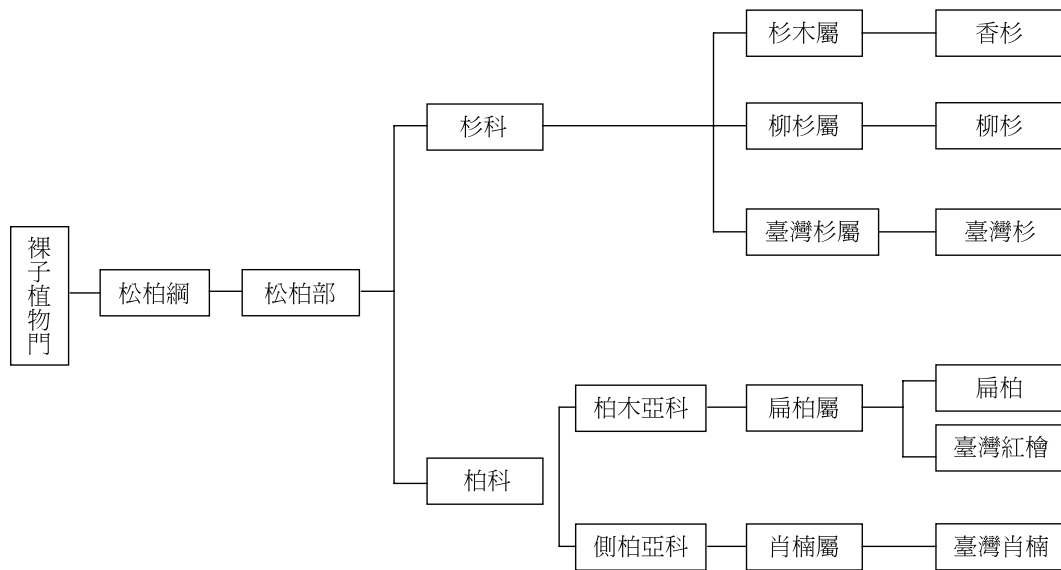 裸子植物門
松柏綱
松柏部
杉科
杉木屬
香杉
柳杉屬
柳杉
臺灣杉屬
臺灣杉
柏科
柏木亞科
扁柏屬
扁柏
臺灣紅檜
側柏亞科
肖楠屬
臺灣肖楠